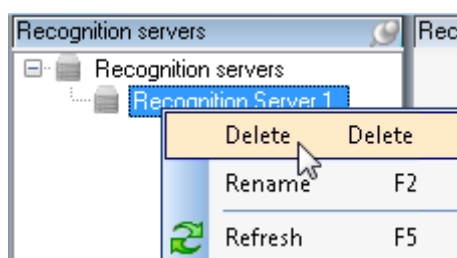 Recognition servers Rec
Recognition servers
Recognition Server 1
Delete Delete
Rename F2
Refresh F5